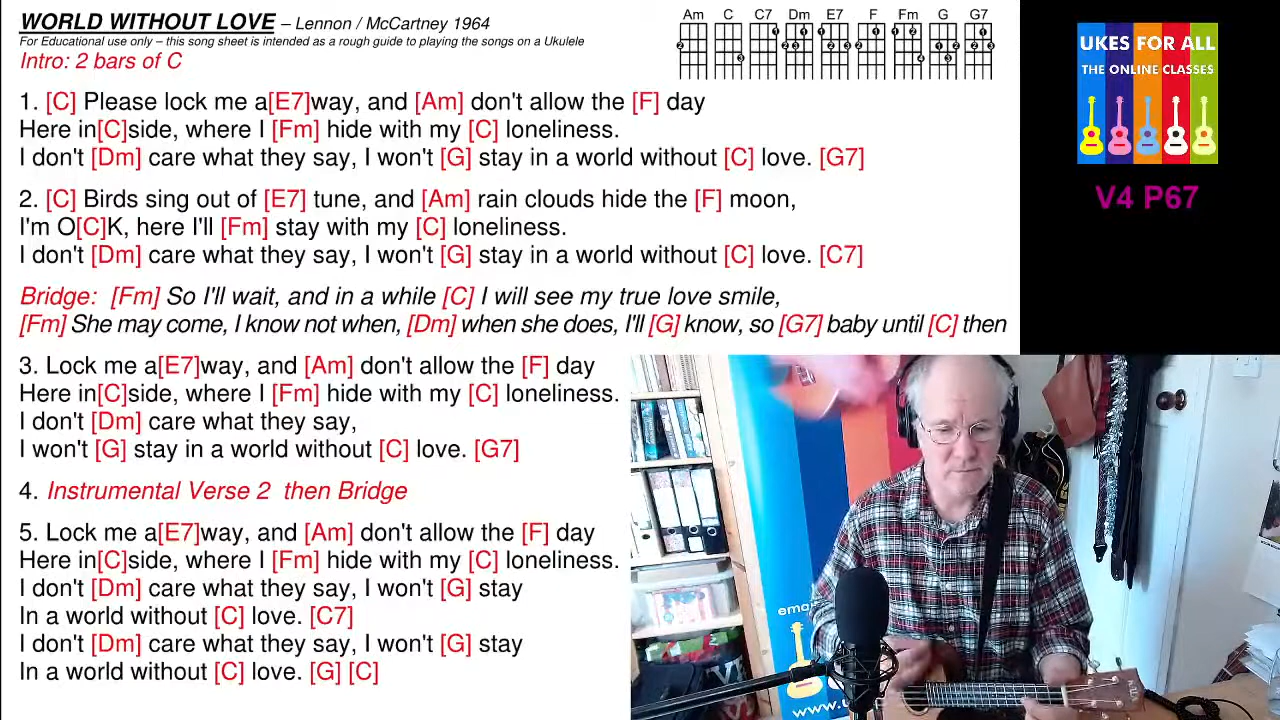 WORLD WITHOUT LOVE – Lennon / McCartney 1964
For Educational use only – this song sheet is intended as a rough guide to playing the songs on a Ukulele
Intro: 2 bars of C
Am C C7 Dm E7 F Fm G G7
1. [C] Please lock me a[E7]way, and [Am] don't allow the [F] day
Here in[C]side, where I [Fm] hide with my [C] loneliness.
I don't [Dm] care what they say, I won't [G] stay in a world without [C] love. [G7]
2. [C] Birds sing out of [E7] tune, and [Am] rain clouds hide the [F] moon,
I'm O[C]K, here I'll [Fm] stay with my [C] loneliness.
I don't [Dm] care what they say, I won't [G] stay in a world without [C] love. [C7]
Bridge: [Fm] So I'll wait, and in a while [C] I will see my true love smile,
[Fm] She may come, I know not when, [Dm] when she does, I'll [G] know, so [G7] baby until [C] then
3. Lock me a[E7]way, and [Am] don't allow the [F] day
Here in[C]side, where I [Fm] hide with my [C] loneliness.
I don't [Dm] care what they say,
I won't [G] stay in a world without [C] love. [G7]
4. Instrumental Verse 2 then Bridge
5. Lock me a[E7]way, and [Am] don't allow the [F] day
Here in[C]side, where I [Fm] hide with my [C] loneliness.
I don't [Dm] care what they say, I won't [G] stay
In a world without [C] love. [C7]
I don't [Dm] care what they say, I won't [G] stay
In a world without [C] love. [G] [C]
UKES FOR ALL
THE ONLINE CLASSES
V4 P67
ema
www.u